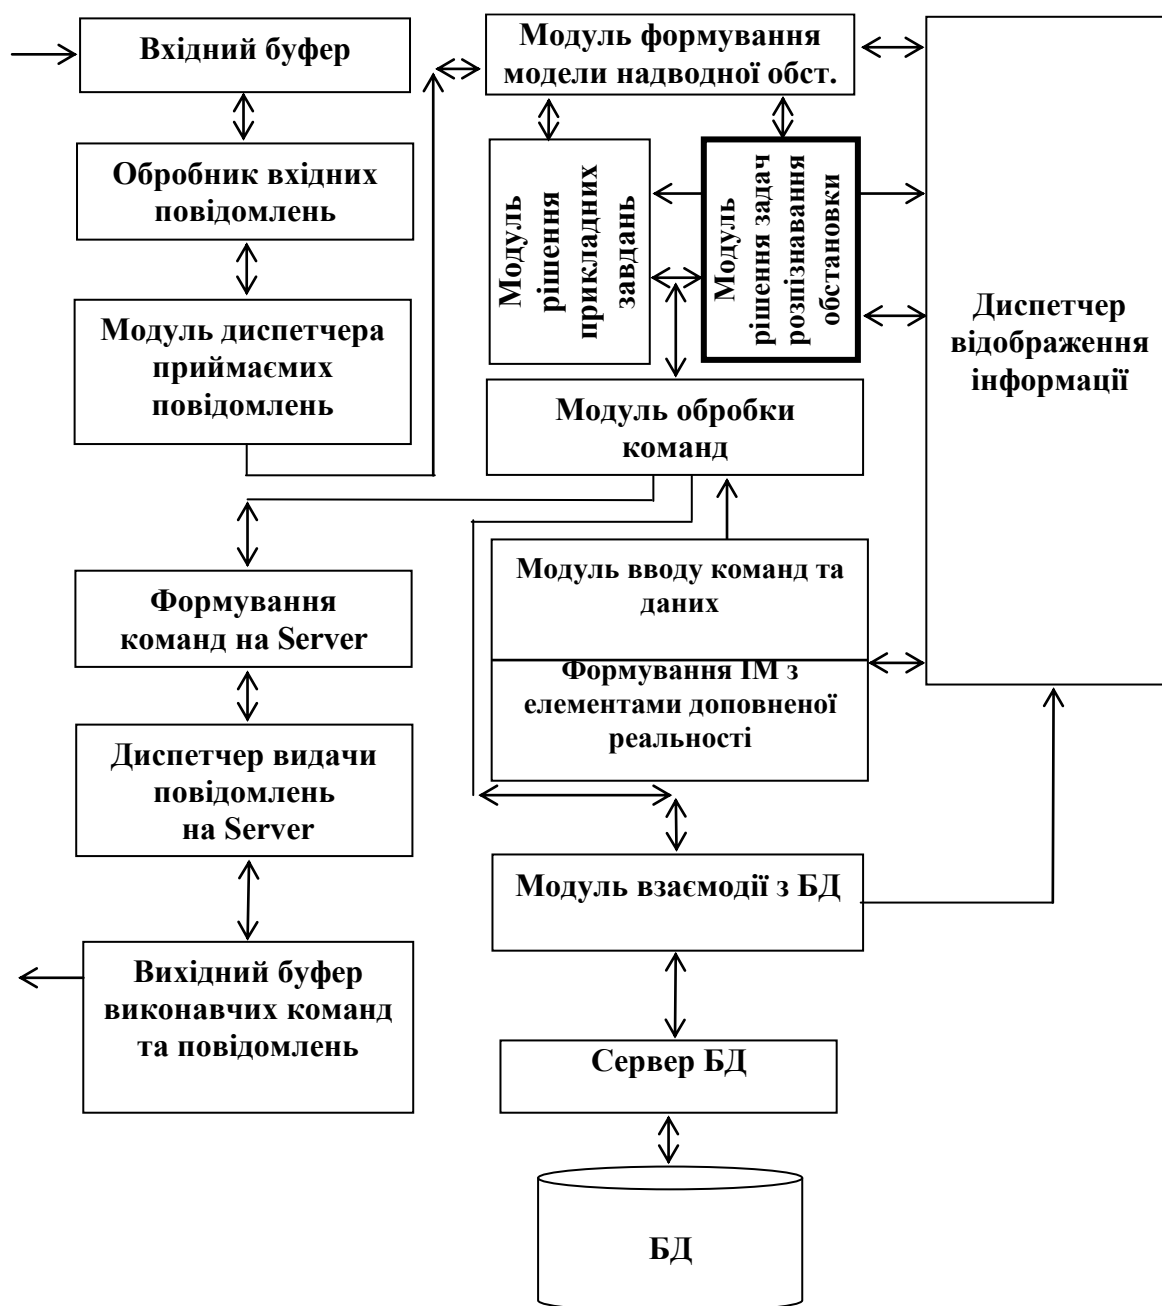 Вхідний буфер
Обробник вхідних
повідомлень
Модуль диспетчера
приймаємих
повідомлень
Формування
команд на Server
Диспетчер видачи
повідомлень
на Server
Вихідний буфер
виконавчих команд
та повідомлень
Модуль формування
модели надводної обст.
Модуль
рішення
прикладних
завдань
Модуль
рішення задач
розпізнавання
обстановки
Модуль обробки
команд
Модуль вводу команд та
даних
Формування ІМ з
елементами доповненої
реальності
Модуль взаємодії з БД
Сервер БД
БД
Диспетчер
відображення
інформації